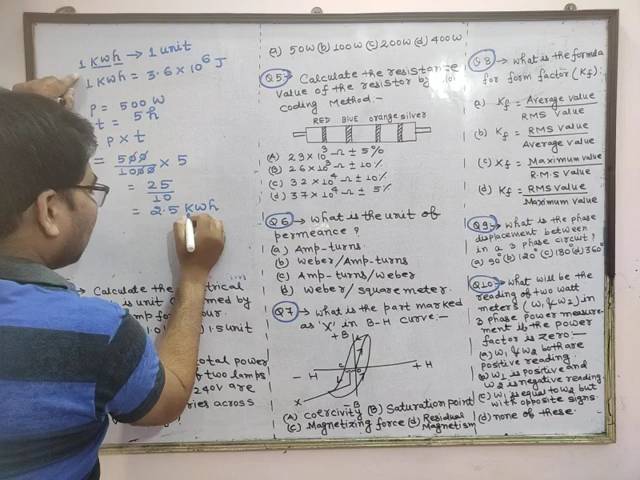 1 KWh → 1 unit
1 KWh = 3.6 × 10⁶ J
P = 500 W
t = 5 h
P × t
= 500/1000 × 5
= 25/10
= 2.5 KWh
Calculate the
is unit
for
1.5 unit
total power
two lamps
240V are
across
?
a) 50W (b) 100W (c) 200W (d) 400W
Q5 → Calculate the resistance
value of the resistor by
coding Method.-
RED BLUE orange silver
(A) 23×10³ Ω ± 5%
(B) 26×10³ Ω ± 10%
(C) 32×10⁴ Ω ± 10%
(d) 37×10⁴ Ω ± 5%
Q6 → What is the unit of
permeance ?
(a) Amp-turns.
(b) Weber/Amp-turns
(c) Amp-turns/Weber
(d) Weber/square meter.
Q7 → what is the part marked
as 'X' in B-H curve.-
+B
-H
+H
X
-B
(A) Coercivity (B) Saturation point
(C) Magnetizing force (d) Residual
Magnetism
Q8 → what is the formula
for form factor (Kf)
(a) Kf = Average value / RMS value
(b) Kf = RMS value / Average value
(c) Kf = Maximum value / R.M.S value
(d) Kf = RMS value / Maximum value
Q9 → what is the phase
displacement between
in a 3 phase circuit?
(a) 90° (b) 120° (c) 180° (d) 360°
Q10 → what will be the
reading of two watt
meters (W₁ & W₂) in
3 phase power measure-
ment is the power
factor is zero -
(a) W₁ & W₂ both are
positive reading
(b) W₁ is positive and
W₂ is negative reading
(c) W₁ is equal to W₂ but
with opposite signs.
(d) none of these